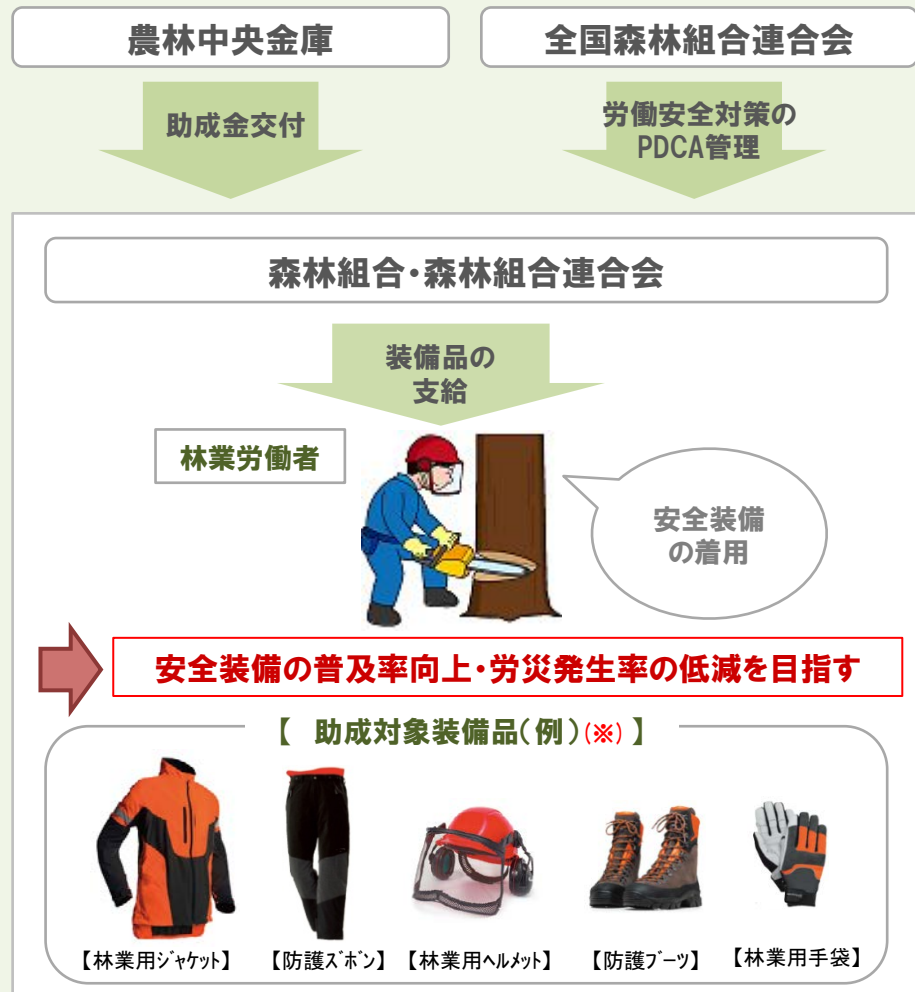 農林中央金庫
全国森林組合連合会
助成金交付
労働安全対策の
PDCA管理
森林組合・森林組合連合会
装備品の
支給
林業労働者
安全装備
の着用
安全装備の普及率向上・労災発生率の低減を目指す
【 助成対象装備品(例)(※) 】
【林業用ジャケット】 【防護ズボン】 【林業用ヘルメット】 【防護ブーツ】 【林業用手袋】